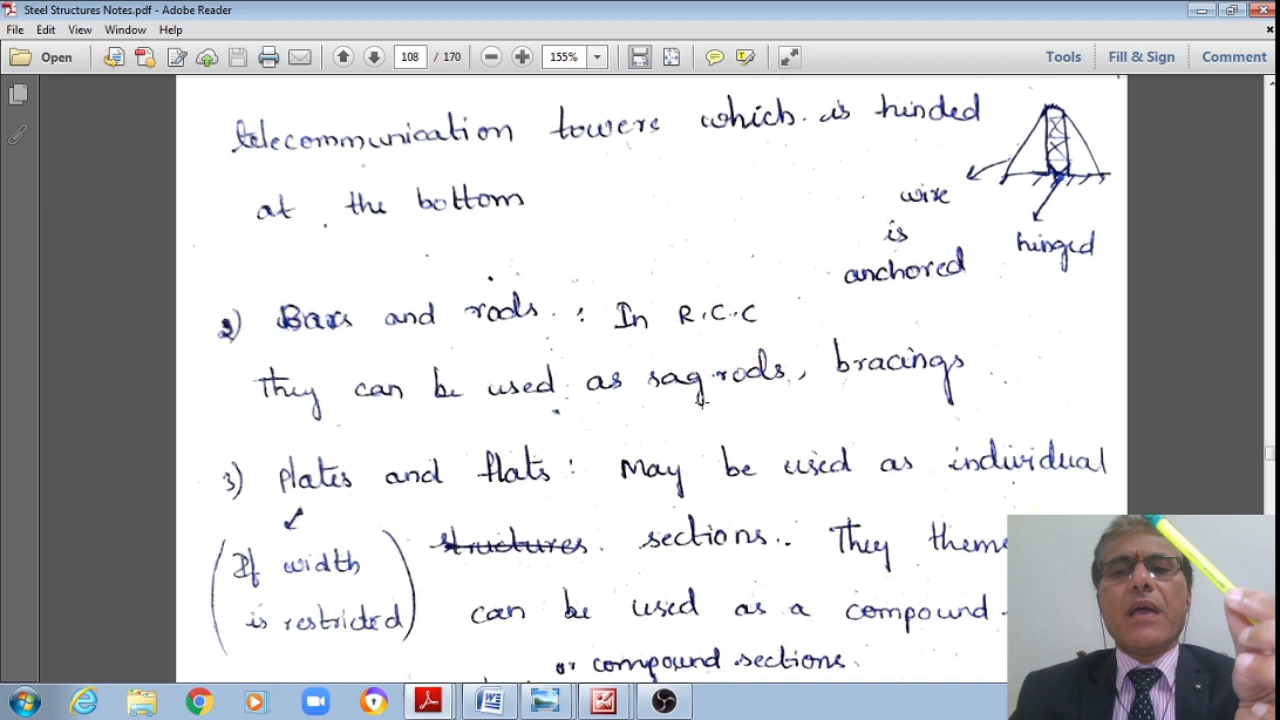 Steel Structures Notes.pdf - Adobe Reader
File Edit View Window Help
Open 108 / 170 155% Tools Fill & Sign Comment
telecommunication towers which is hinded
at the bottom
wire
is
anchored
hinged
2) Bars and rods : In R.C.C
They can be used as sag rods, bracings
3) plates and flats : May be used as individual
(If width
is restricted)
structures. sections.. They
can be used as a compound
or compound sections.